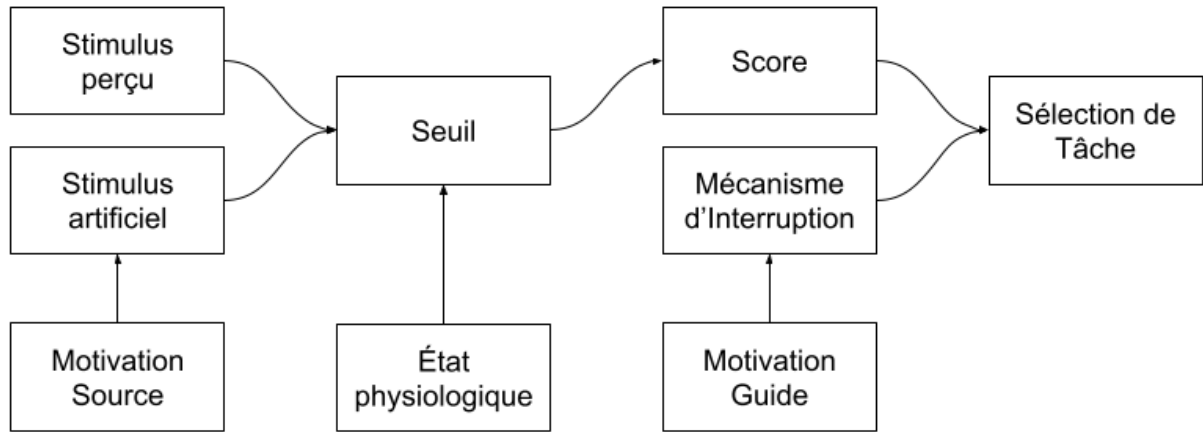 Stimulus
perçu
Stimulus
artificiel
Motivation
Source
Seuil
État
physiologique
Score
Mécanisme
d'Interruption
Motivation
Guide
Sélection de
Tâche